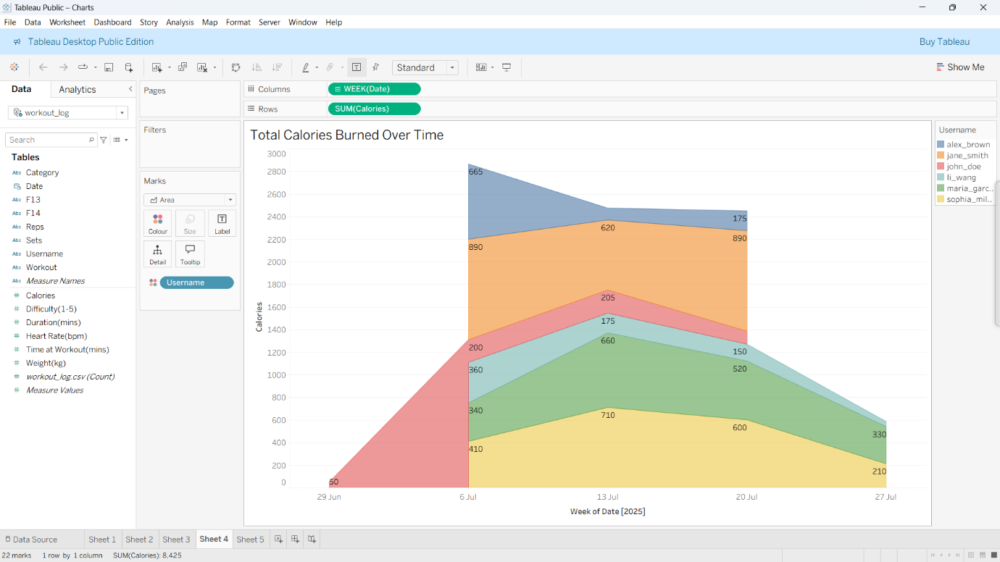 Tableau Public – Charts
File Data Worksheet Dashboard Story Analysis Map Format Server Window Help
Tableau Desktop Public Edition
Buy Tableau
Standard
Show Me
Data
Analytics
workout_log
Search
Tables
Abc Category
Date
Abc F13
Abc F14
Abc Reps
Abc Sets
Abc Username
Abc Workout
Abc Measure Names
# Calories
# Difficulty(1-5)
# Duration(mins)
# Heart Rate(bpm)
# Time at Workout(mins)
# Weight(kg)
# workout_log.csv (Count)
# Measure Values
Pages
Filters
Marks
Area
Colour
Size
Label
Detail
Tooltip
Username
Columns
WEEK(Date)
Rows
SUM(Calories)
Total Calories Burned Over Time
3000
2800
2600
2400
2200
2000
1800
1600
1400
1200
1000
800
600
400
200
0
Calories
665
175
620
890
890
205
175
200
660
150
360
520
340
710
600
330
410
210
50
29 Jun
6 Jul
13 Jul
20 Jul
27 Jul
Week of Date [2025]
Username
alex_brown
jane_smith
john_doe
li_wang
maria_garc..
sophia_mil..
Data Source
Sheet 1
Sheet 2
Sheet 3
Sheet 4
Sheet 5
22 marks
1 row by 1 column
SUM(Calories): 8,425